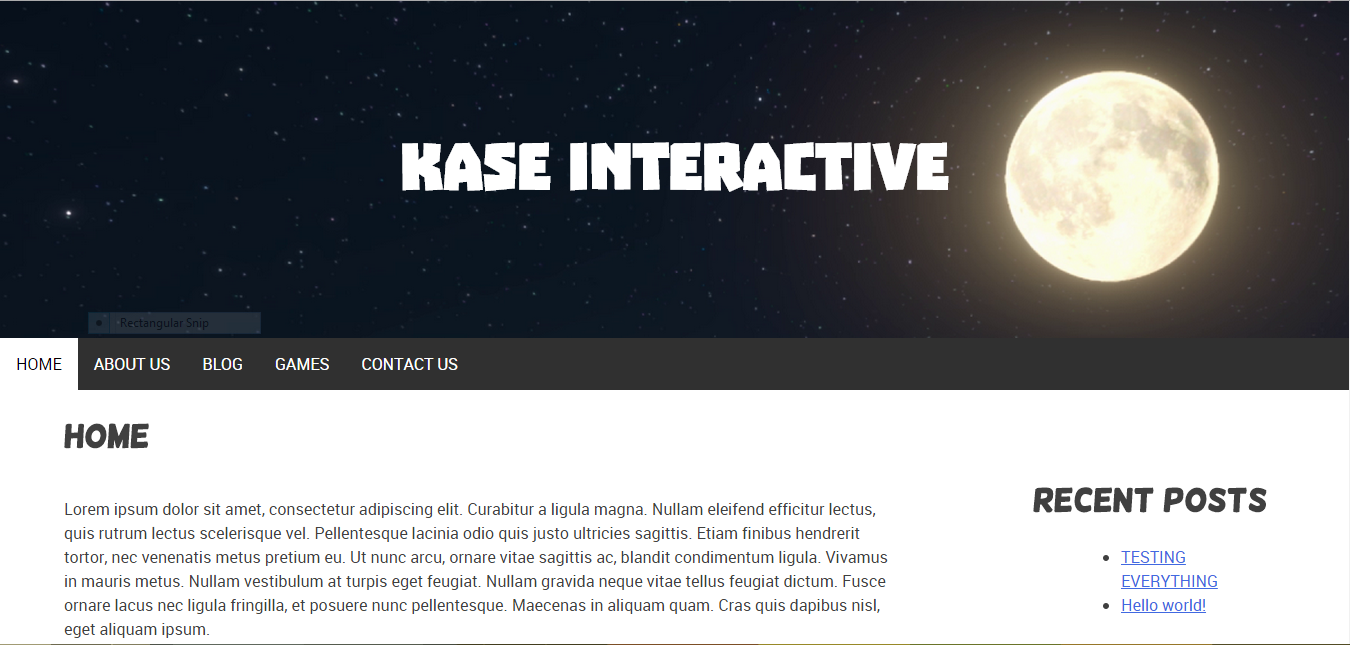 KASE INTERACTIVE
Rectangular Snip
HOME ABOUT US BLOG GAMES CONTACT US
HOME
Lorem ipsum dolor sit amet, consectetur adipiscing elit. Curabitur a ligula magna. Nullam eleifend efficitur lectus,
quis rutrum lectus scelerisque vel. Pellentesque lacinia odio quis justo ultricies sagittis. Etiam finibus hendrerit
tortor, nec venenatis metus pretium eu. Ut nunc arcu, ornare vitae sagittis ac, blandit condimentum ligula. Vivamus
in mauris metus. Nullam vestibulum at turpis eget feugiat. Nullam gravida neque vitae tellus feugiat dictum. Fusce
ornare lacus nec ligula fringilla, et posuere nunc pellentesque. Maecenas in aliquam quam. Cras quis dapibus nisl,
eget aliquam ipsum.
RECENT POSTS
TESTING
EVERYTHING
Hello world!